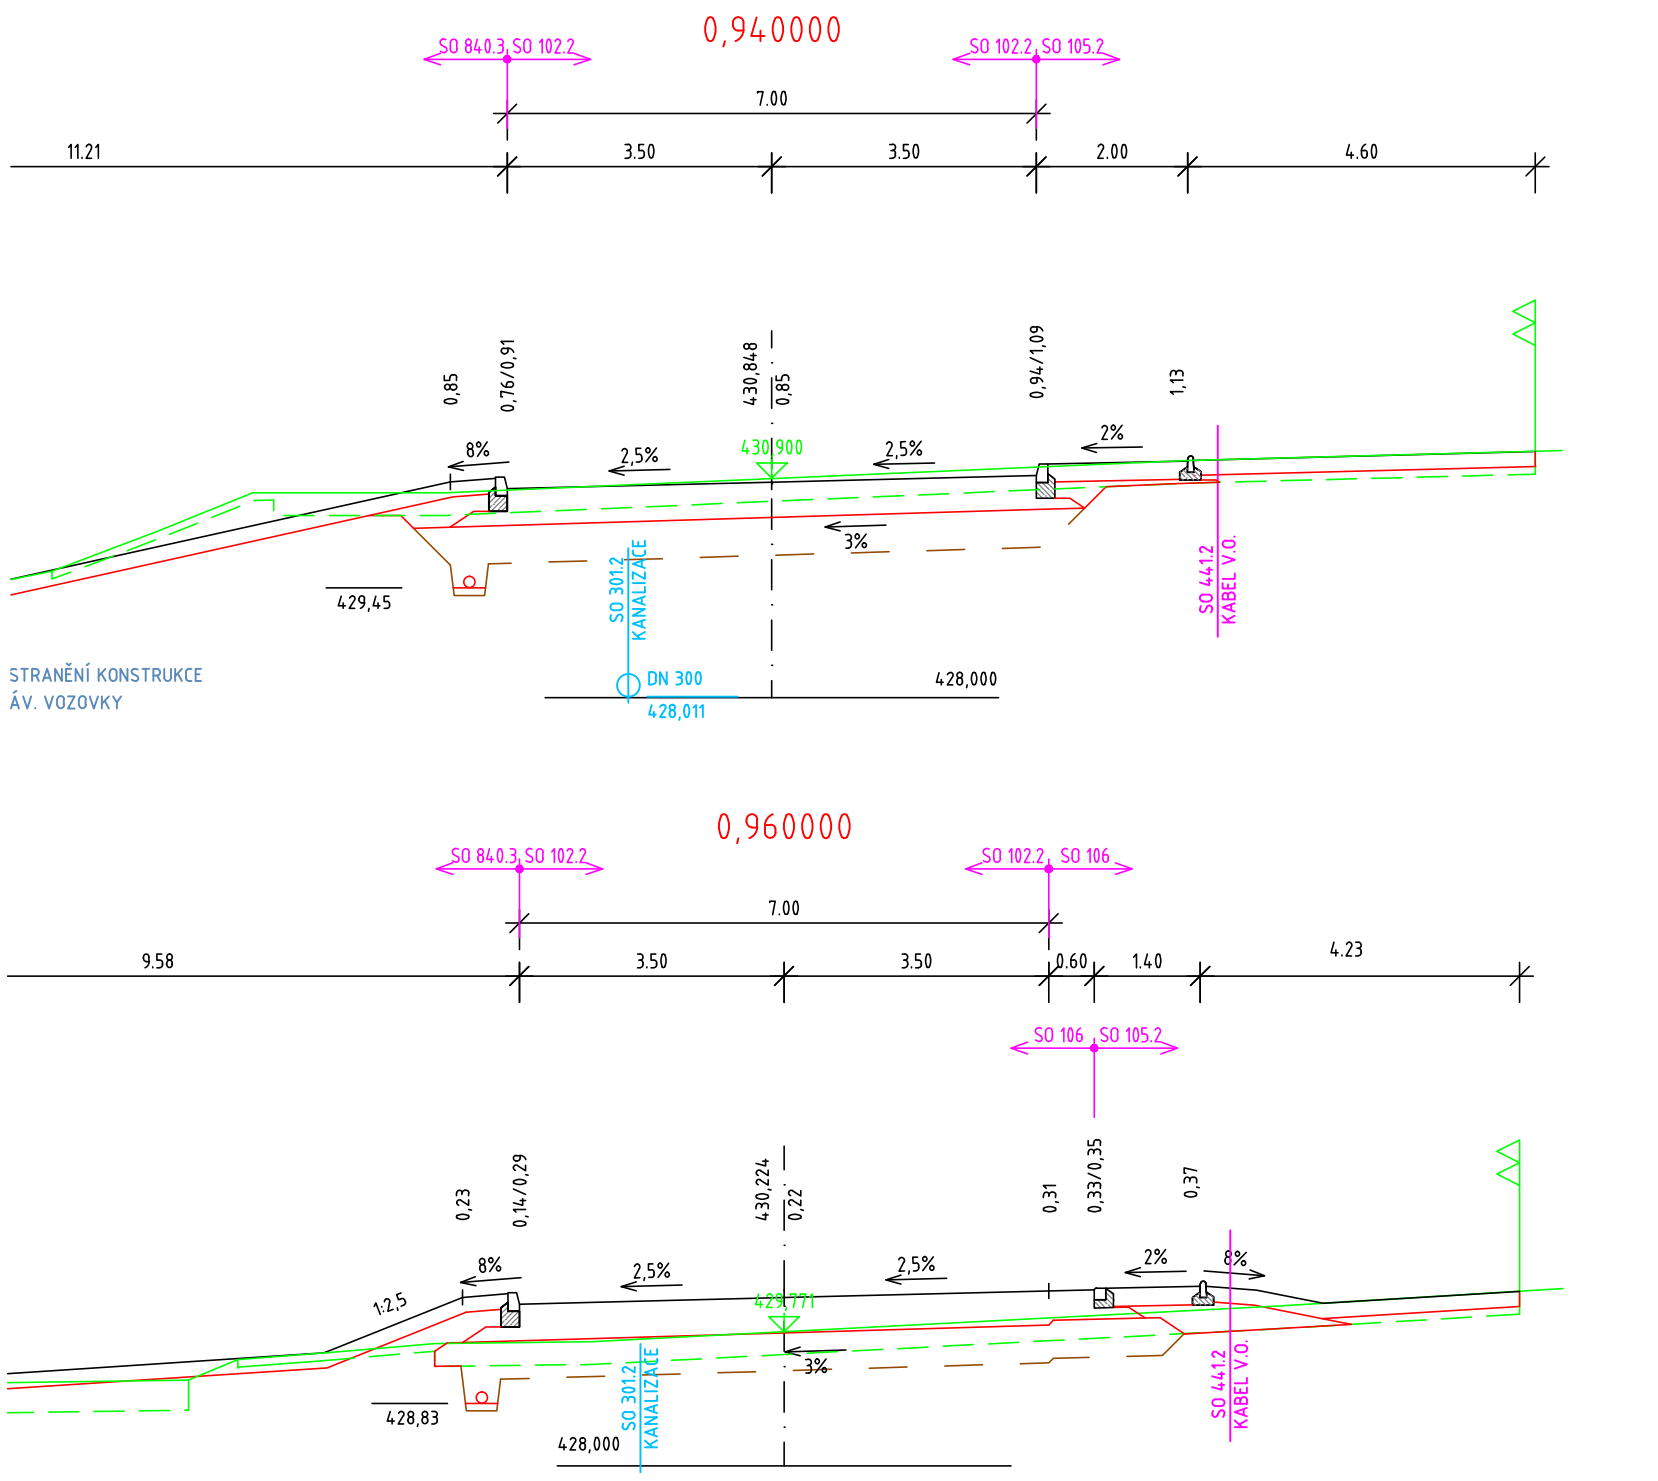 0,940000
SO 840.3 SO 102.2
SO 102.2 SO 105.2
7.00
11.21
3.50
3.50
2.00
4.60
0,85
0,76/0,91
430,848
0,85
0,94/1,09
1,13
8%
2,5%
430,900
2,5%
2%
3%
SO 301.2
KANALIZACE
SO 441.2
KABEL V.O.
429,45
STRANĚNÍ KONSTRUKCE
ÁV. VOZOVKY
DN 300
428,011
428,000
0,960000
SO 840.3 SO 102.2
SO 102.2 SO 106
7.00
9.58
3.50
3.50
0.60
1.40
4.23
SO 106 SO 105.2
0,23
0,14/0,29
430,224
0,22
0,31
0,33/0,35
0,37
1:2,5
8%
2,5%
429,771
2,5%
2%
8%
3%
SO 301.2
KANALIZACE
SO 441.2
KABEL V.O.
428,83
428,000